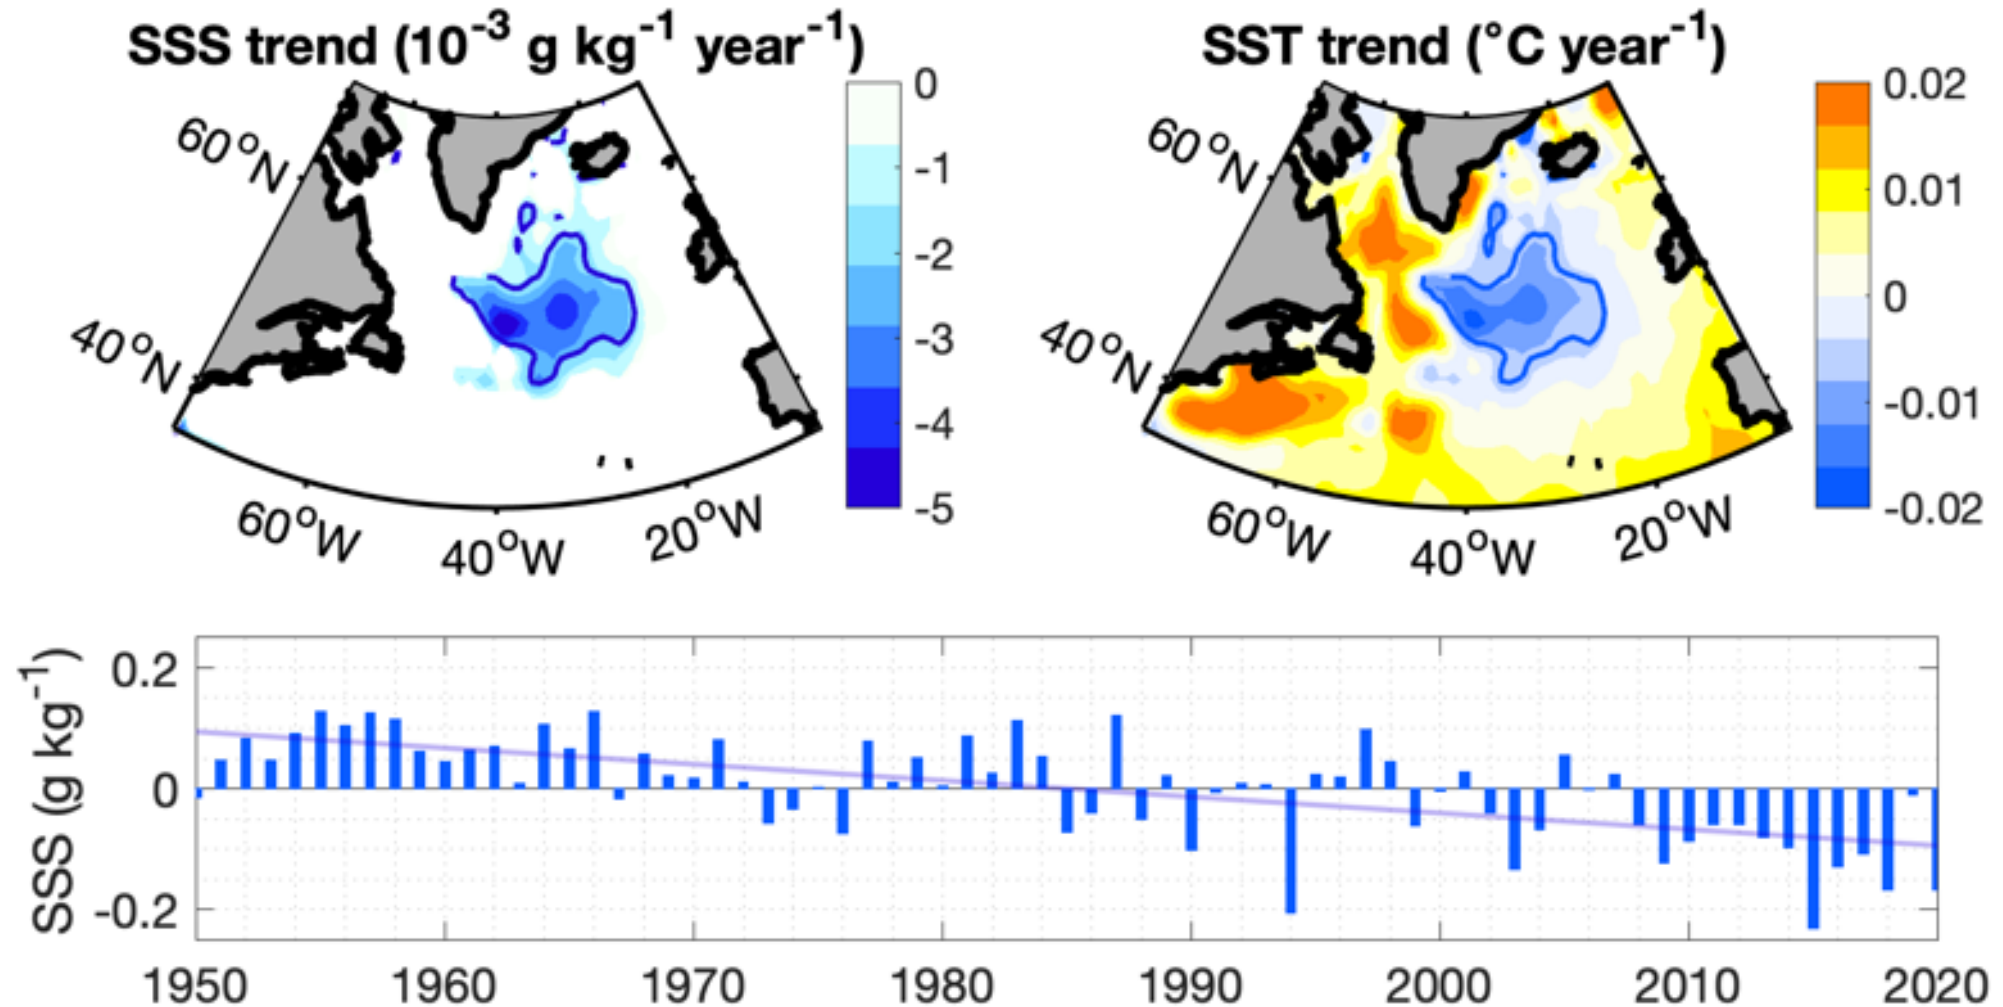 SSS trend (10⁻³ g kg⁻¹ year⁻¹)
0
-1
-2
-3
-4
-5
60°N
40°N
60°W
40°W
20°W
SST trend (°C year⁻¹)
0.02
0.01
0
-0.01
-0.02
60°N
40°N
60°W
40°W
20°W
SSS (g kg⁻¹)
0.2
0
-0.2
1950 1960 1970 1980 1990 2000 2010 2020